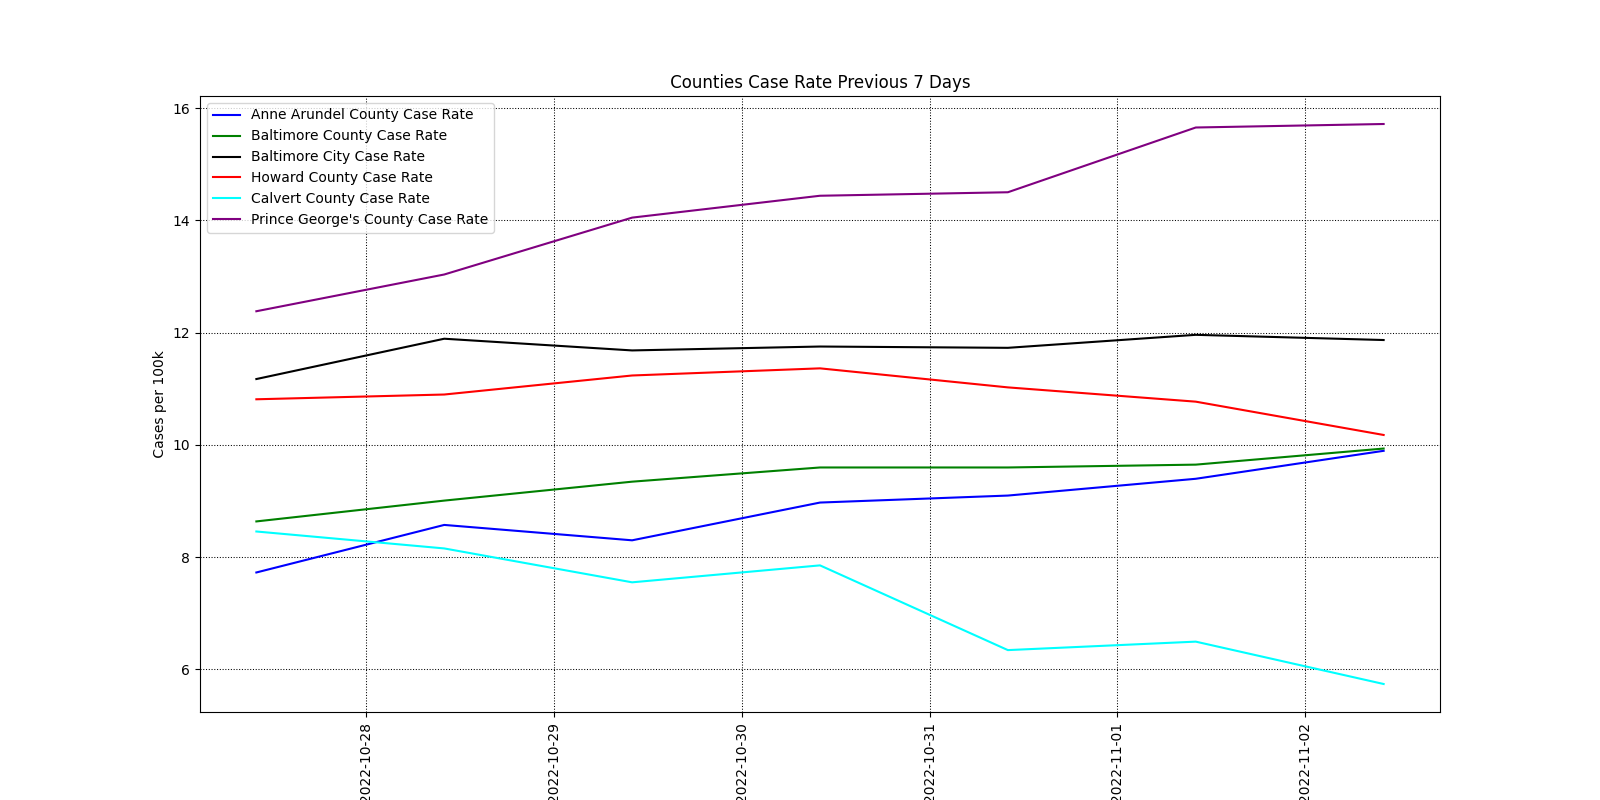 Counties Case Rate Previous 7 Days
16
14
12
10
8
6
Cases per 100k
Anne Arundel County Case Rate
Baltimore County Case Rate
Baltimore City Case Rate
Howard County Case Rate
Calvert County Case Rate
Prince George's County Case Rate
2022-10-28
2022-10-29
2022-10-30
2022-10-31
2022-11-01
2022-11-02